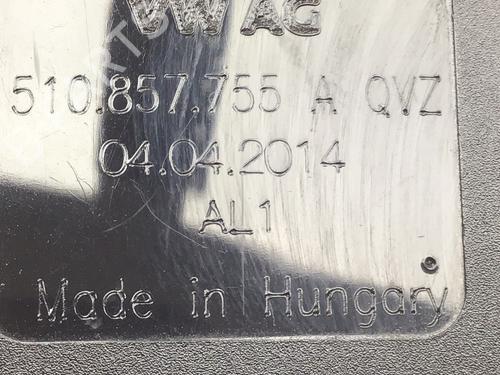 VW AG
510.857.755 A QVZ
04.04.2014
AL1
Made in Hungary